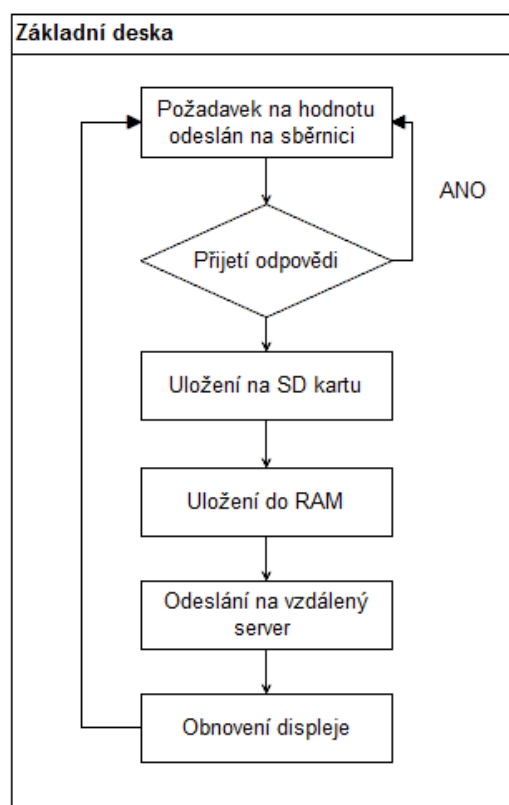 Základní deska
Požadavek na hodnotu
odeslán na sběrnici
ANO
Přijetí odpovědi
Uložení na SD kartu
Uložení do RAM
Odeslání na vzdálený
server
Obnovení displeje